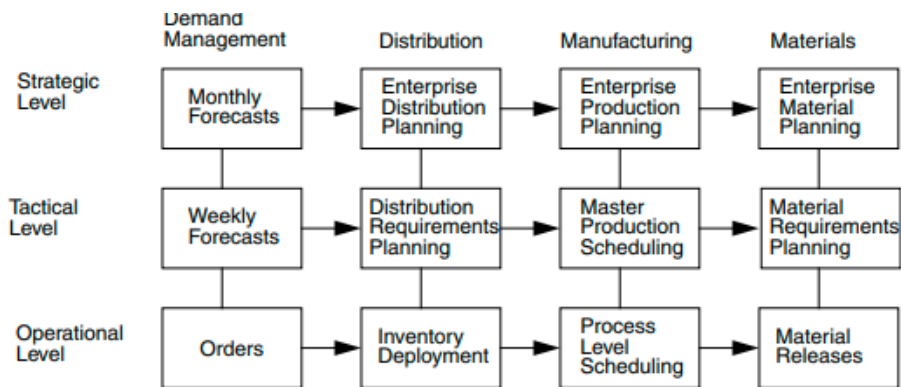 Demand
Management
Distribution
Manufacturing
Materials
Strategic
Level
Monthly
Forecasts
Enterprise
Distribution
Planning
Enterprise
Production
Planning
Enterprise
Material
Planning
Tactical
Level
Weekly
Forecasts
Distribution
Requirements
Planning
Master
Production
Scheduling
Material
Requirements
Planning
Operational
Level
Orders
Inventory
Deployment
Process
Level
Scheduling
Material
Releases